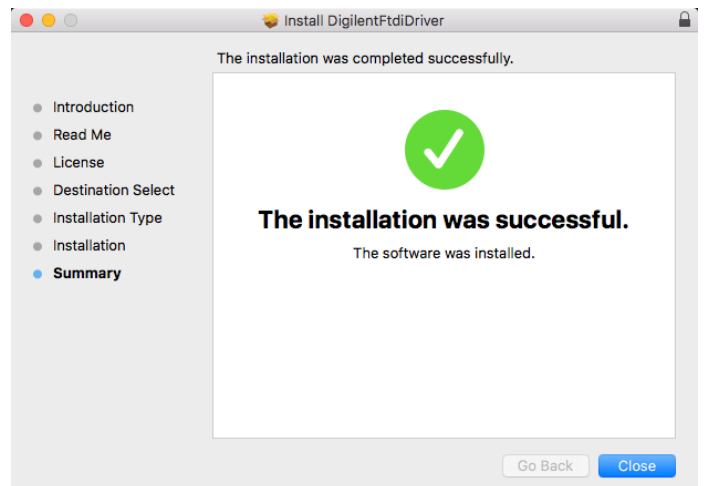 Install DigilentFtdiDriver
The installation was completed successfully.
Introduction
Read Me
License
Destination Select
Installation Type
Installation
Summary
The installation was successful.
The software was installed.
Go Back
Close